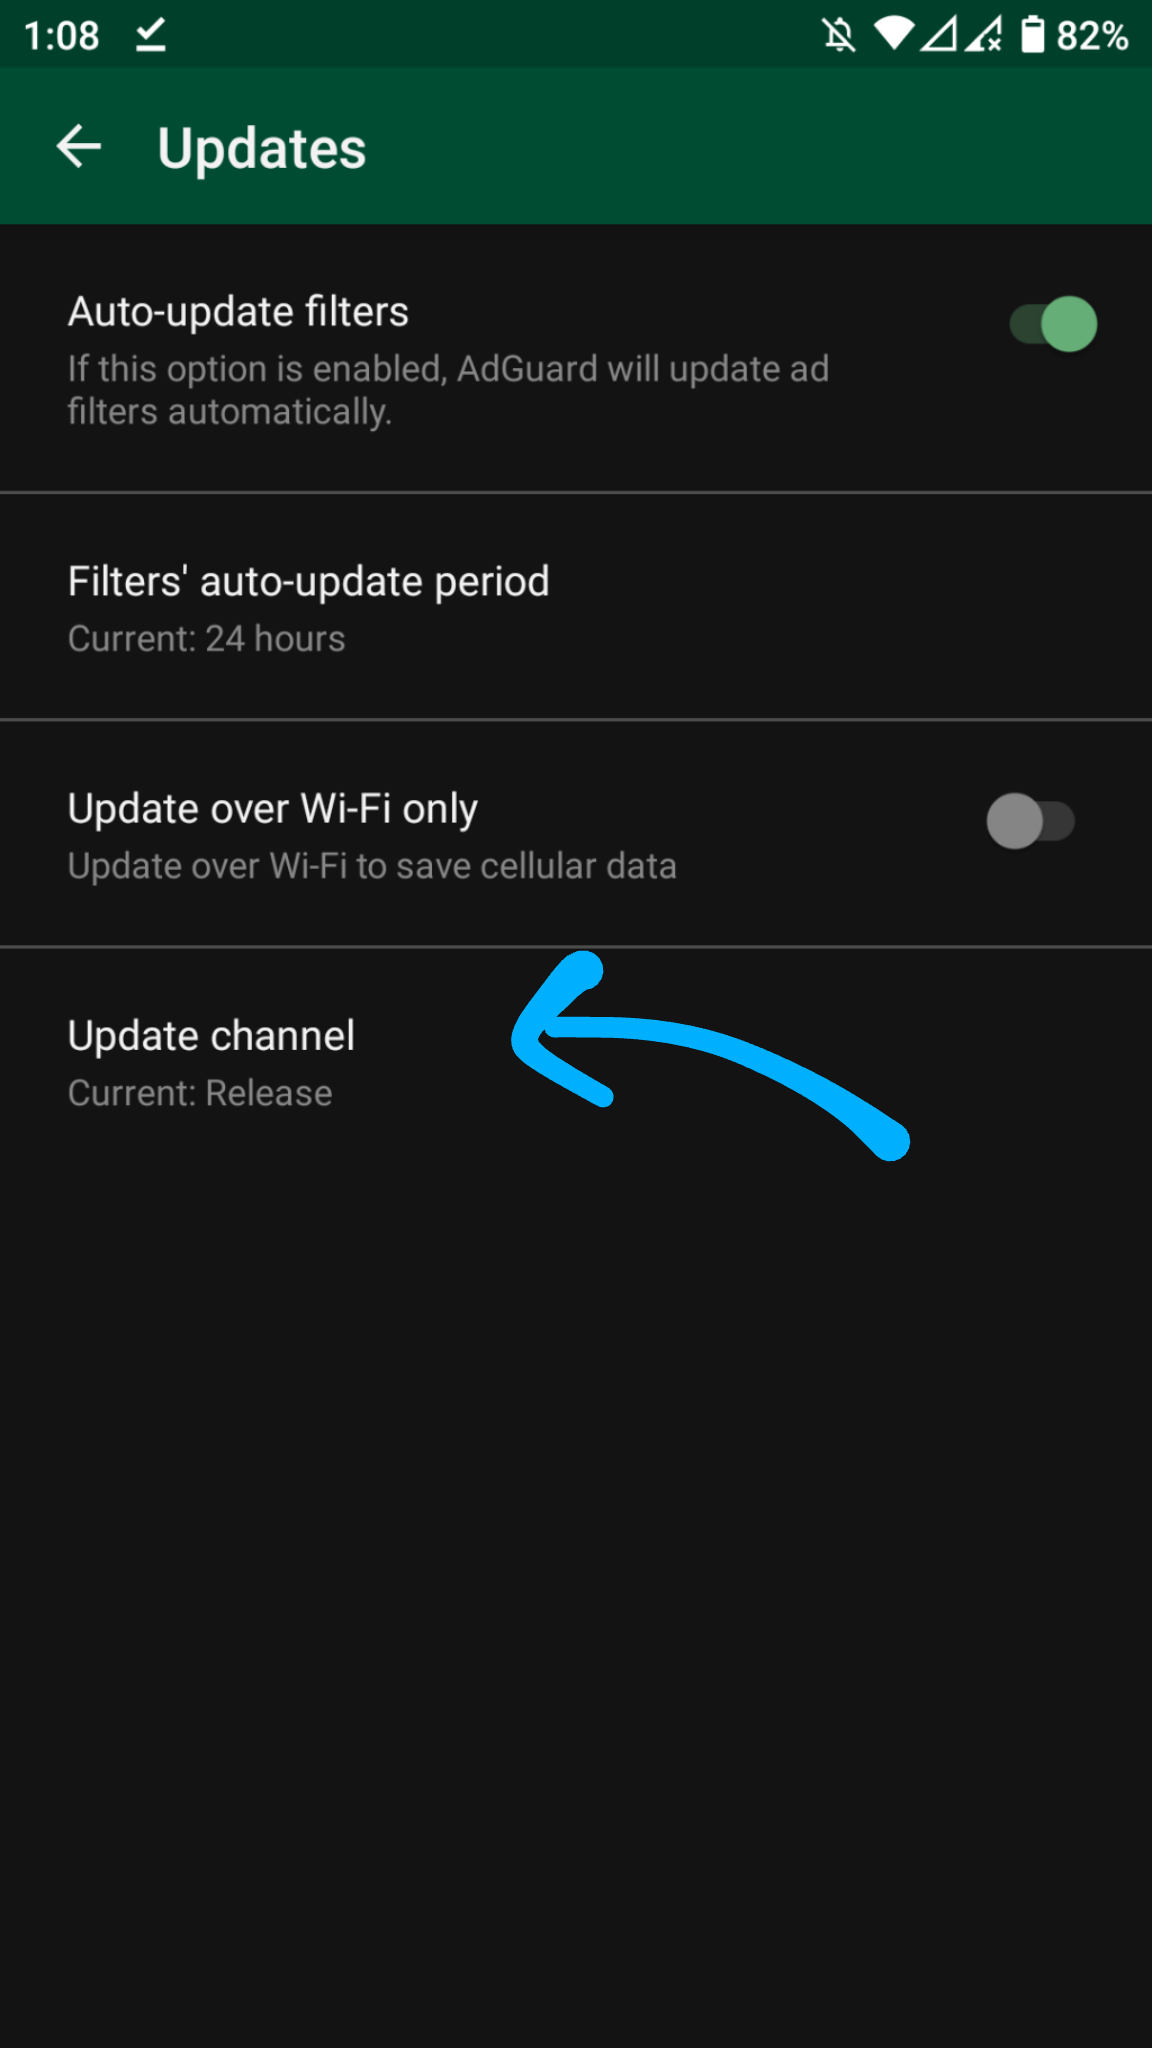 1:08
82%
Updates
Auto-update filters
If this option is enabled, AdGuard will update ad
filters automatically.
Filters' auto-update period
Current: 24 hours
Update over Wi-Fi only
Update over Wi-Fi to save cellular data
Update channel
Current: Release